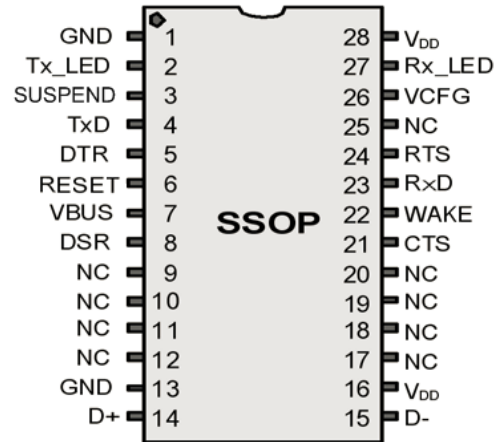 GND 1 28 VDD
Tx_LED 2 27 Rx_LED
SUSPEND 3 26 VCFG
TxD 4 25 NC
DTR 5 24 RTS
RESET 6 23 RxD
VBUS 7 22 WAKE
SSOP
DSR 8 21 CTS
NC 9 20 NC
NC 10 19 NC
NC 11 18 NC
NC 12 17 NC
GND 13 16 VDD
D+ 14 15 D-